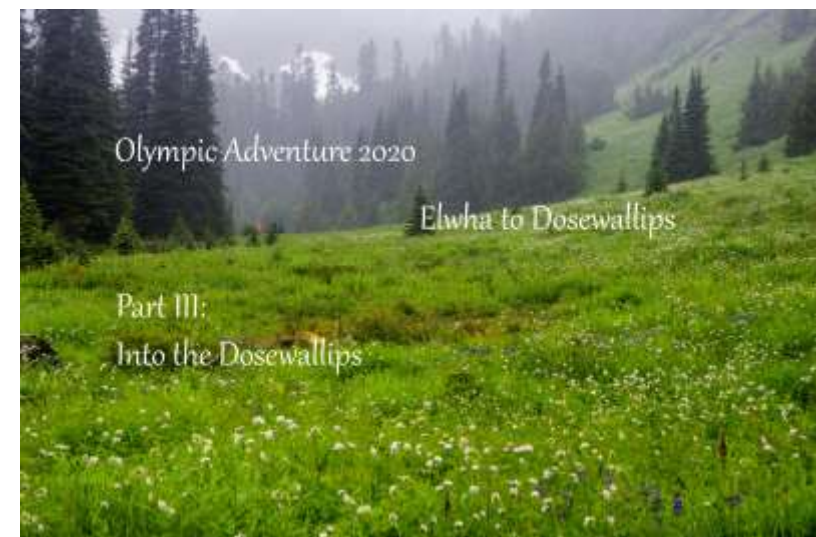 Olympic Adventure 2020
Elwha to Dosewallips
Part III:
Into the Dosewallips